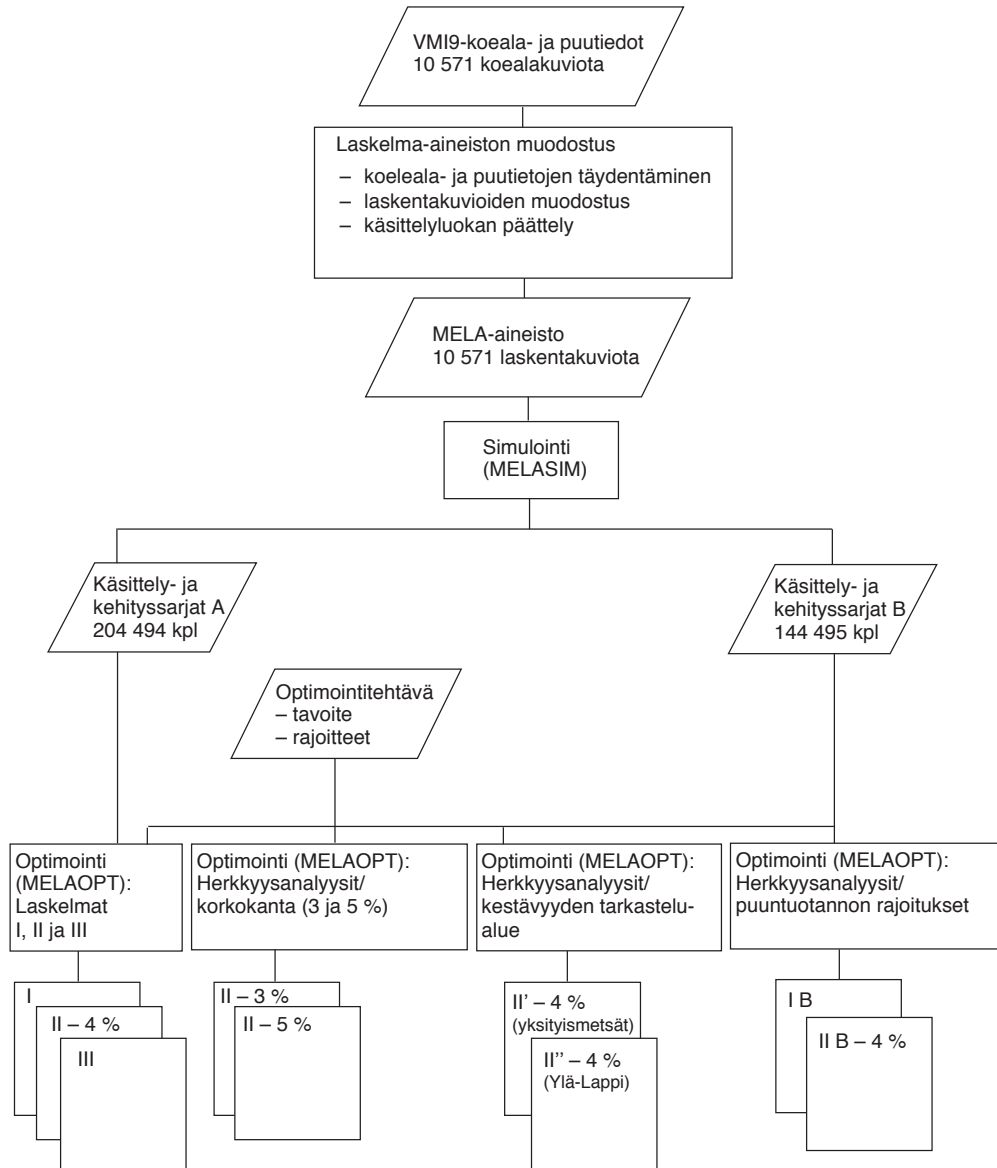 VMI9-koeala- ja puutiedot
10 571 koealakuviota
Laskelma-aineiston muodostus
– koeleala- ja puutietojen täydentäminen
– laskentakuvioiden muodostus
– käsittelyluokan päättely
MELA-aineisto
10 571 laskentakuviota
Simulointi
(MELASIM)
Käsittely- ja
kehityssarjat A
204 494 kpl
Käsittely- ja
kehityssarjat B
144 495 kpl
Optimointitehtävä
– tavoite
– rajoitteet
Optimointi
(MELAOPT):
Laskelmat
I, II ja III
Optimointi (MELAOPT):
Herkkyysanalyysit/
korkokanta (3 ja 5 %)
Optimointi (MELAOPT):
Herkkyysanalyysit/
kestävyyden tarkastelu-
alue
Optimointi (MELAOPT):
Herkkyysanalyysit/
puuntuotannon rajoitukset
I
II – 4 %
III
II – 3 %
II – 5 %
II' – 4 %
(yksityismetsät)
II'' – 4 %
(Ylä-Lappi)
I B
II B – 4 %